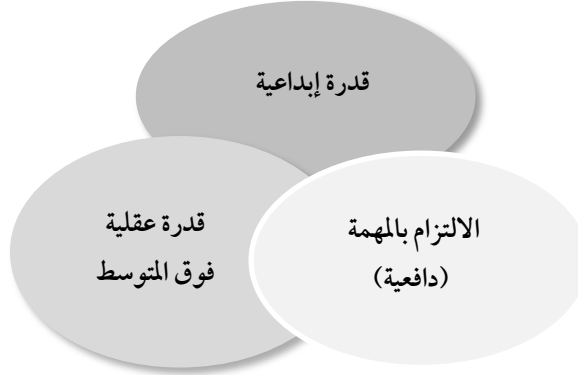 قدرة إبداعية
قدرة عقلية
فوق المتوسط
الالتزام بالمهمة
(دافعية)